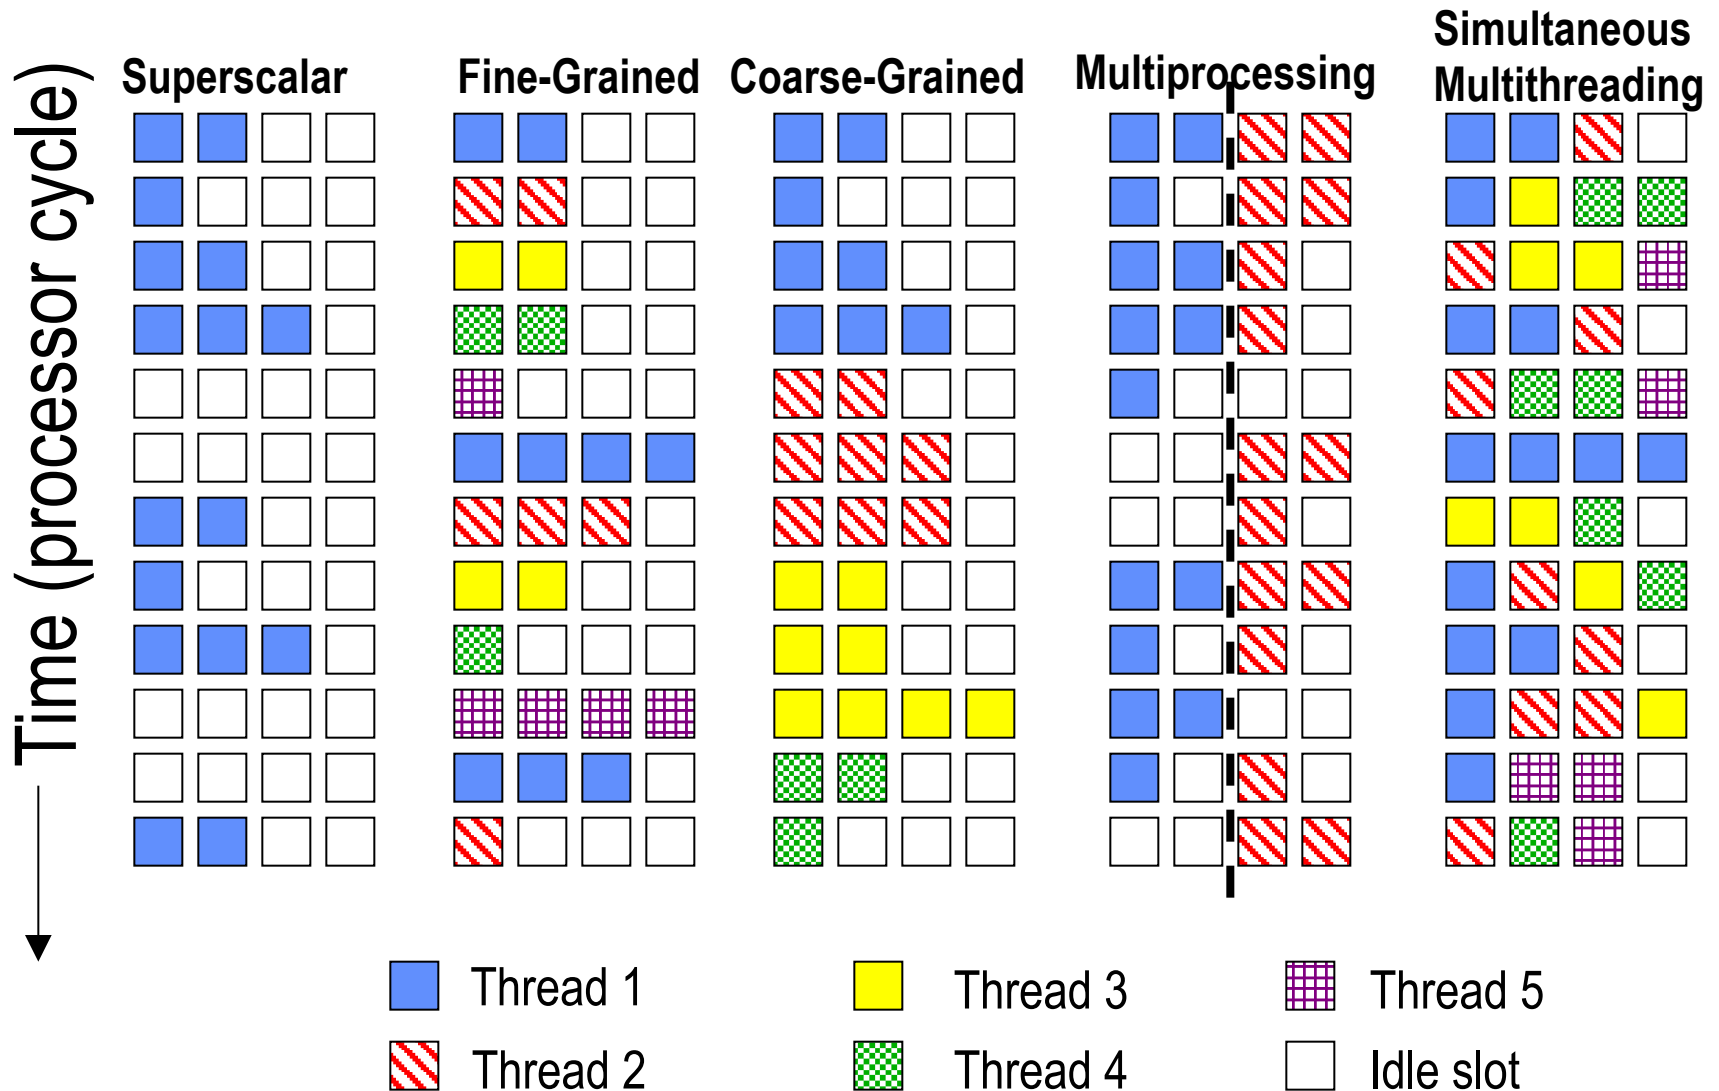 Time (processor cycle)
Superscalar
Fine-Grained
Coarse-Grained
Multiprocessing
Simultaneous
Multithreading
Thread 1
Thread 3
Thread 5
Thread 2
Thread 4
Idle slot